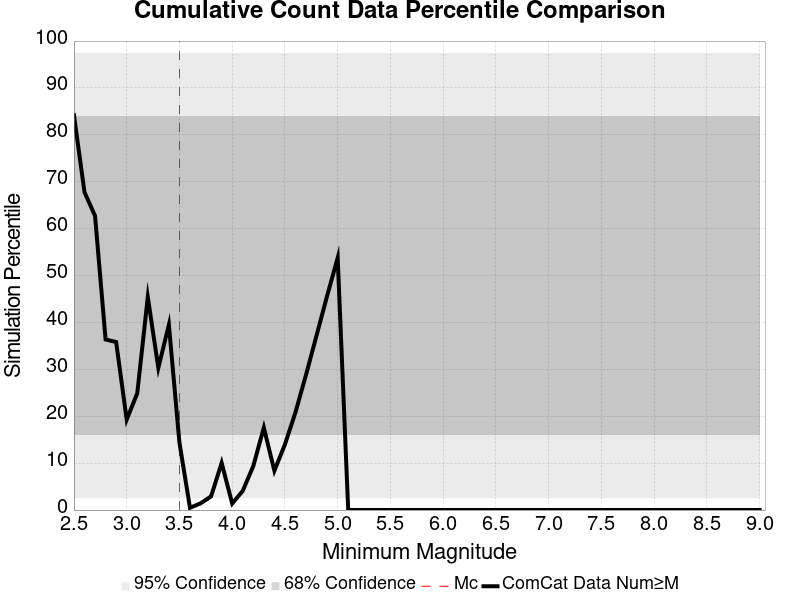 Cumulative Count Data Percentile Comparison
100
90
80
70
60
50
40
30
20
10
0
Simulation Percentile
2.5 3.0 3.5 4.0 4.5 5.0 5.5 6.0 6.5 7.0 7.5 8.0 8.5 9.0
Minimum Magnitude
95% Confidence 68% Confidence Mc ComCat Data Num≥M